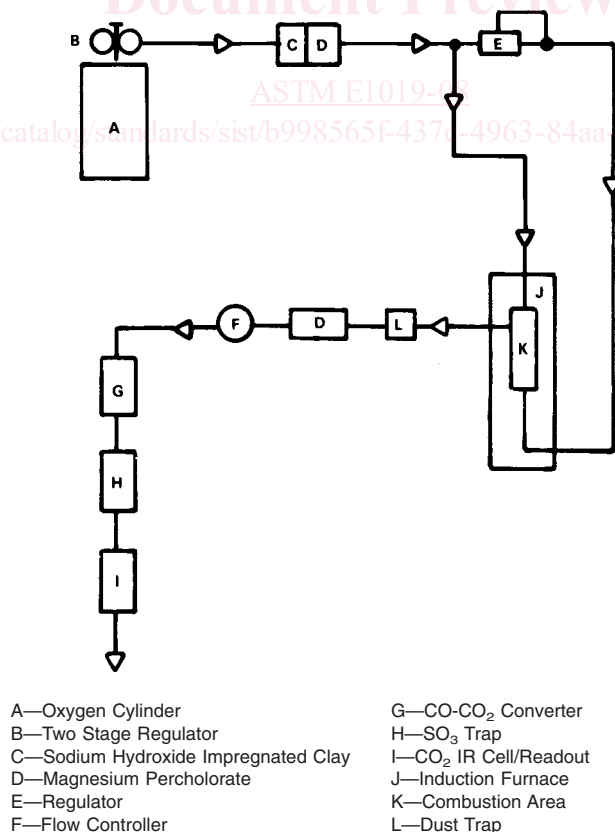 Document Preview
ASTM E1019-08
/catalog/standards/sist/b998565f-437c-4963-84aa-
B
C D
E
A
J
F
D
L
K
G
H
I
A—Oxygen Cylinder
B—Two Stage Regulator
C—Sodium Hydroxide Impregnated Clay
D—Magnesium Percholorate
E—Regulator
F—Flow Controller
G—CO-CO₂ Converter
H—SO₃ Trap
I—CO₂ IR Cell/Readout
J—Induction Furnace
K—Combustion Area
L—Dust Trap